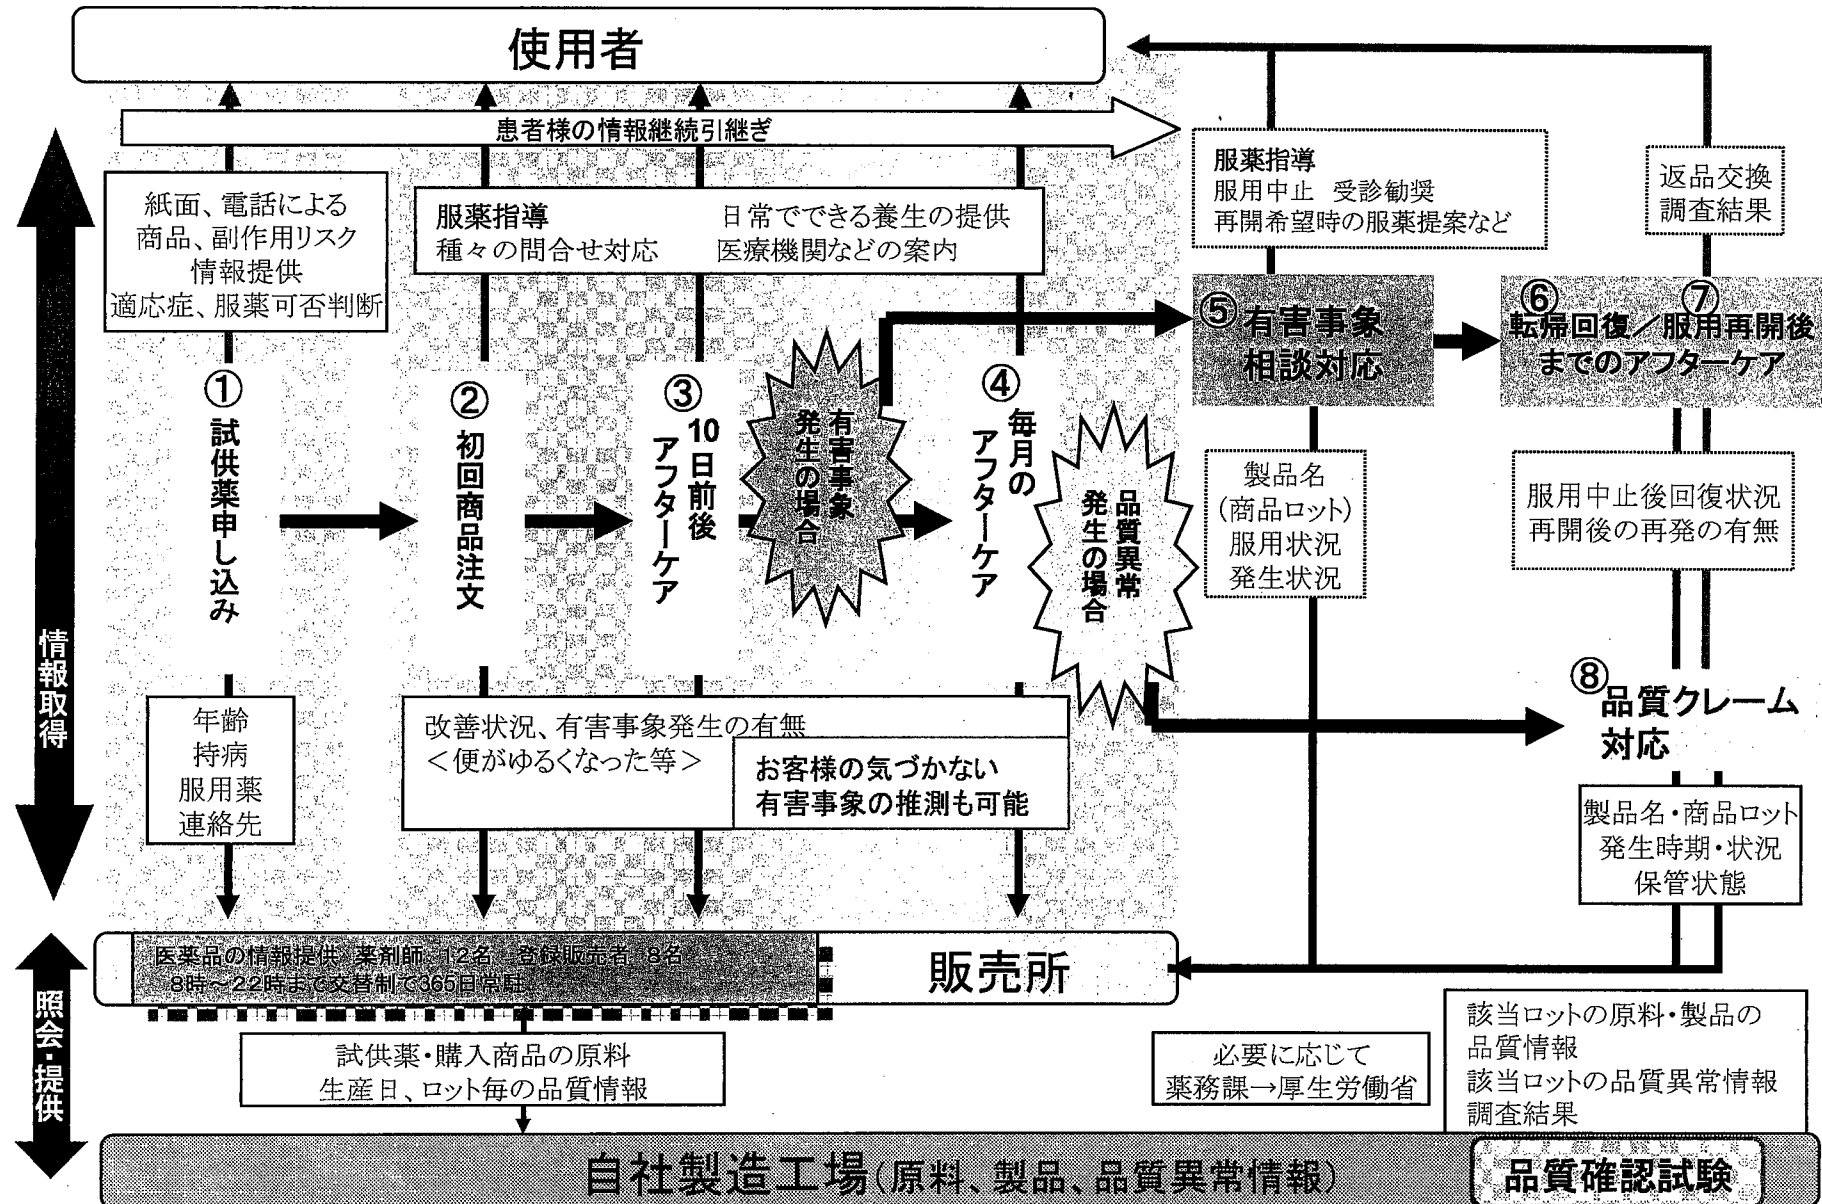 使用者
患者様の情報継続引継ぎ
紙面、電話による
商品、副作用リスク
情報提供
適応症、服薬可否判断
服薬指導 日常でできる養生の提供
種々の問合せ対応 医療機関などの案内
服薬指導
服用中止 受診勧奨
再開希望時の服薬提案など
返品交換
調査結果
①試供薬申し込み
②初回商品注文
③10日前後
アフターケア
有害事象
発生の場合
④毎月の
アフターケア
品質異常
発生の場合
⑤有害事象
相談対応
⑥ ⑦
転帰回復／服用再開後
までのアフターケア
製品名
(商品ロット)
服用状況
発生状況
服用中止後回復状況
再開後の再発の有無
⑧品質クレーム
対応
製品名・商品ロット
発生時期・状況
保管状態
情報取得
年齢
持病
服用薬
連絡先
改善状況、有害事象発生の有無
＜便がゆるくなった等＞
お客様の気づかない
有害事象の推測も可能
照会・提供
医薬品の情報提供 薬剤師 12名 登録販売者 8名
8時～22時まで交替制で365日常駐
販売所
試供薬・購入商品の原料
生産日、ロット毎の品質情報
必要に応じて
薬務課→厚生労働省
該当ロットの原料・製品の
品質情報
該当ロットの品質異常情報
調査結果
自社製造工場(原料、製品、品質異常情報)
品質確認試験